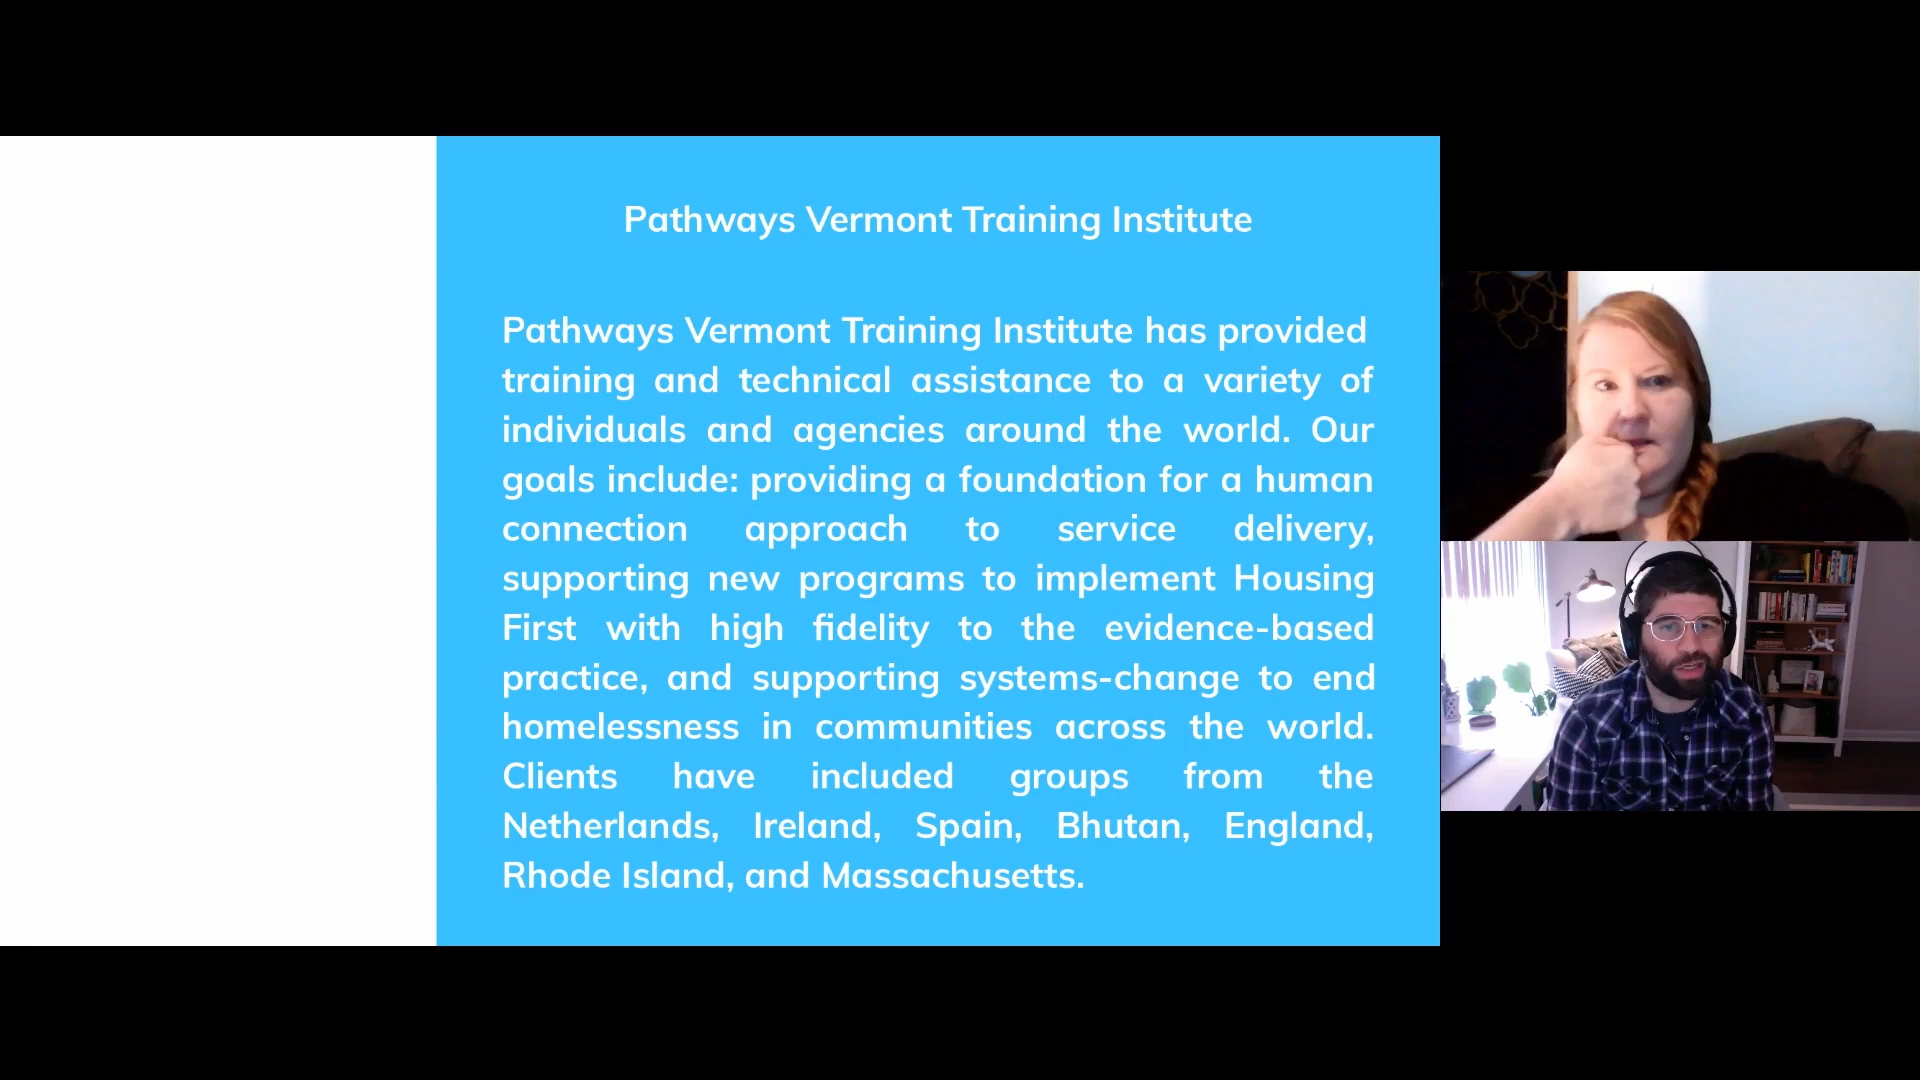 Pathways Vermont Training Institute
Pathways Vermont Training Institute has provided
training and technical assistance to a variety of
individuals and agencies around the world. Our
goals include: providing a foundation for a human
connection approach to service delivery,
supporting new programs to implement Housing
First with high fidelity to the evidence-based
practice, and supporting systems-change to end
homelessness in communities across the world.
Clients have included groups from the
Netherlands, Ireland, Spain, Bhutan, England,
Rhode Island, and Massachusetts.